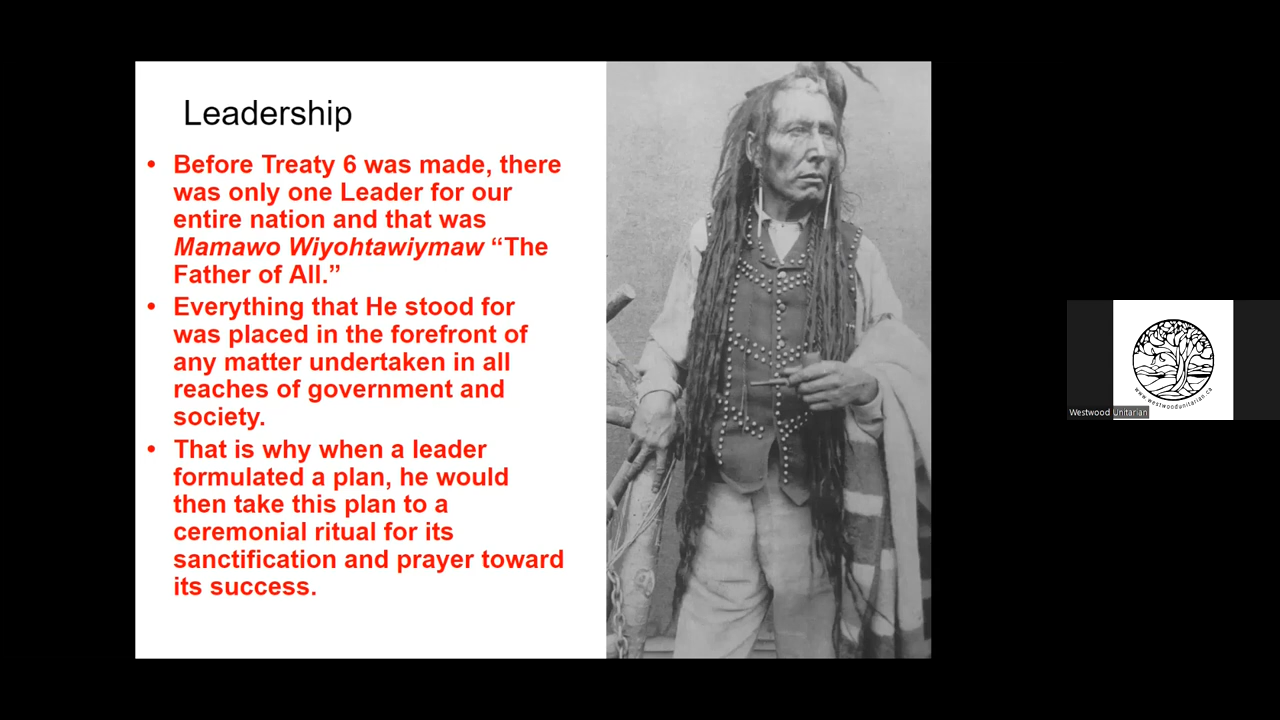 Leadership
• Before Treaty 6 was made, there
was only one Leader for our
entire nation and that was
Mamawo Wiyohtawiymaw “The
Father of All.”
• Everything that He stood for
was placed in the forefront of
any matter undertaken in all
reaches of government and
society.
• That is why when a leader
formulated a plan, he would
then take this plan to a
ceremonial ritual for its
sanctification and prayer toward
its success.
www.westwoodunitarian.ca
Westwood Unitarian